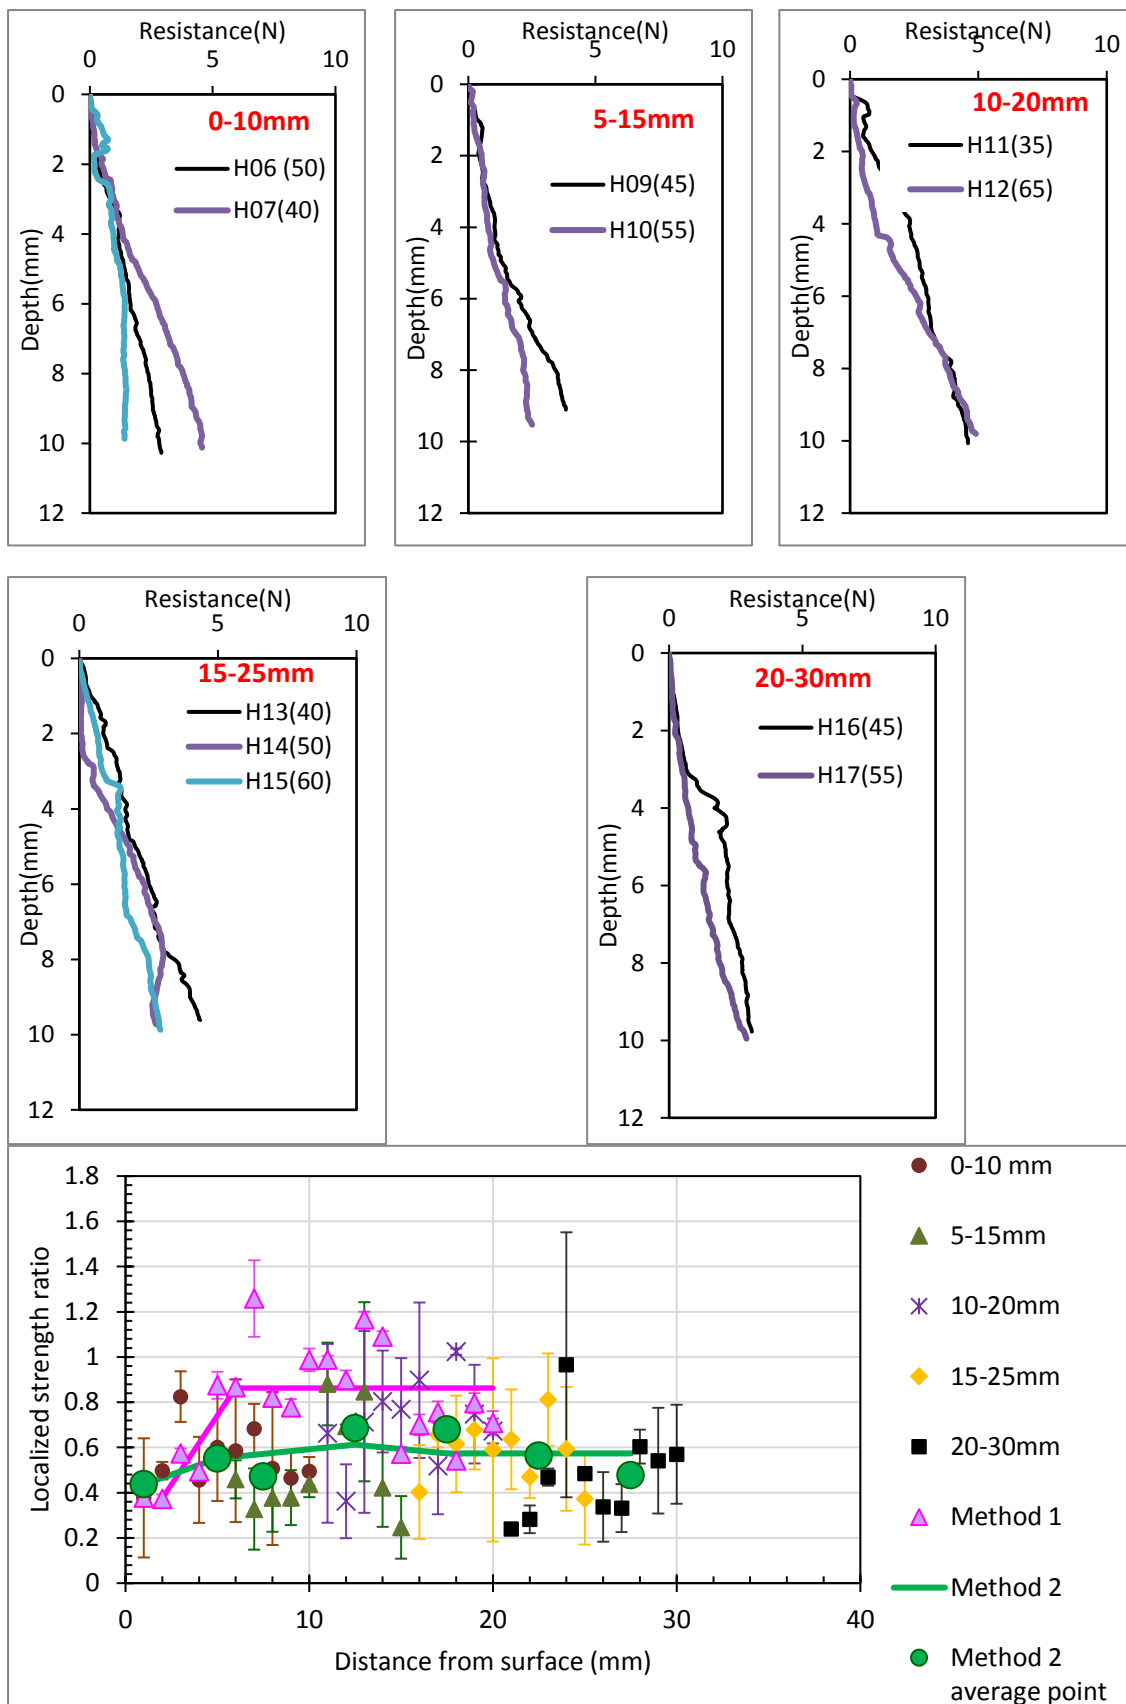 Resistance(N)
0 5 10
0
2
4
6
8
10
12
Depth(mm)
0-10mm
H06 (50)
H07(40)
Resistance(N)
0 5 10
0
2
4
6
8
10
12
Depth(mm)
5-15mm
H09(45)
H10(55)
Resistance(N)
0 5 10
0
2
4
6
8
10
12
Depth(mm)
10-20mm
H11(35)
H12(65)
Resistance(N)
0 5 10
0
2
4
6
8
10
12
Depth(mm)
15-25mm
H13(40)
H14(50)
H15(60)
Resistance(N)
0 5 10
0
2
4
6
8
10
12
Depth(mm)
20-30mm
H16(45)
H17(55)
1.8
1.6
1.4
1.2
1
0.8
0.6
0.4
0.2
0
Localized strength ratio
0 10 20 30 40
Distance from surface (mm)
0-10 mm
5-15mm
10-20mm
15-25mm
20-30mm
Method 1
Method 2
Method 2
average point